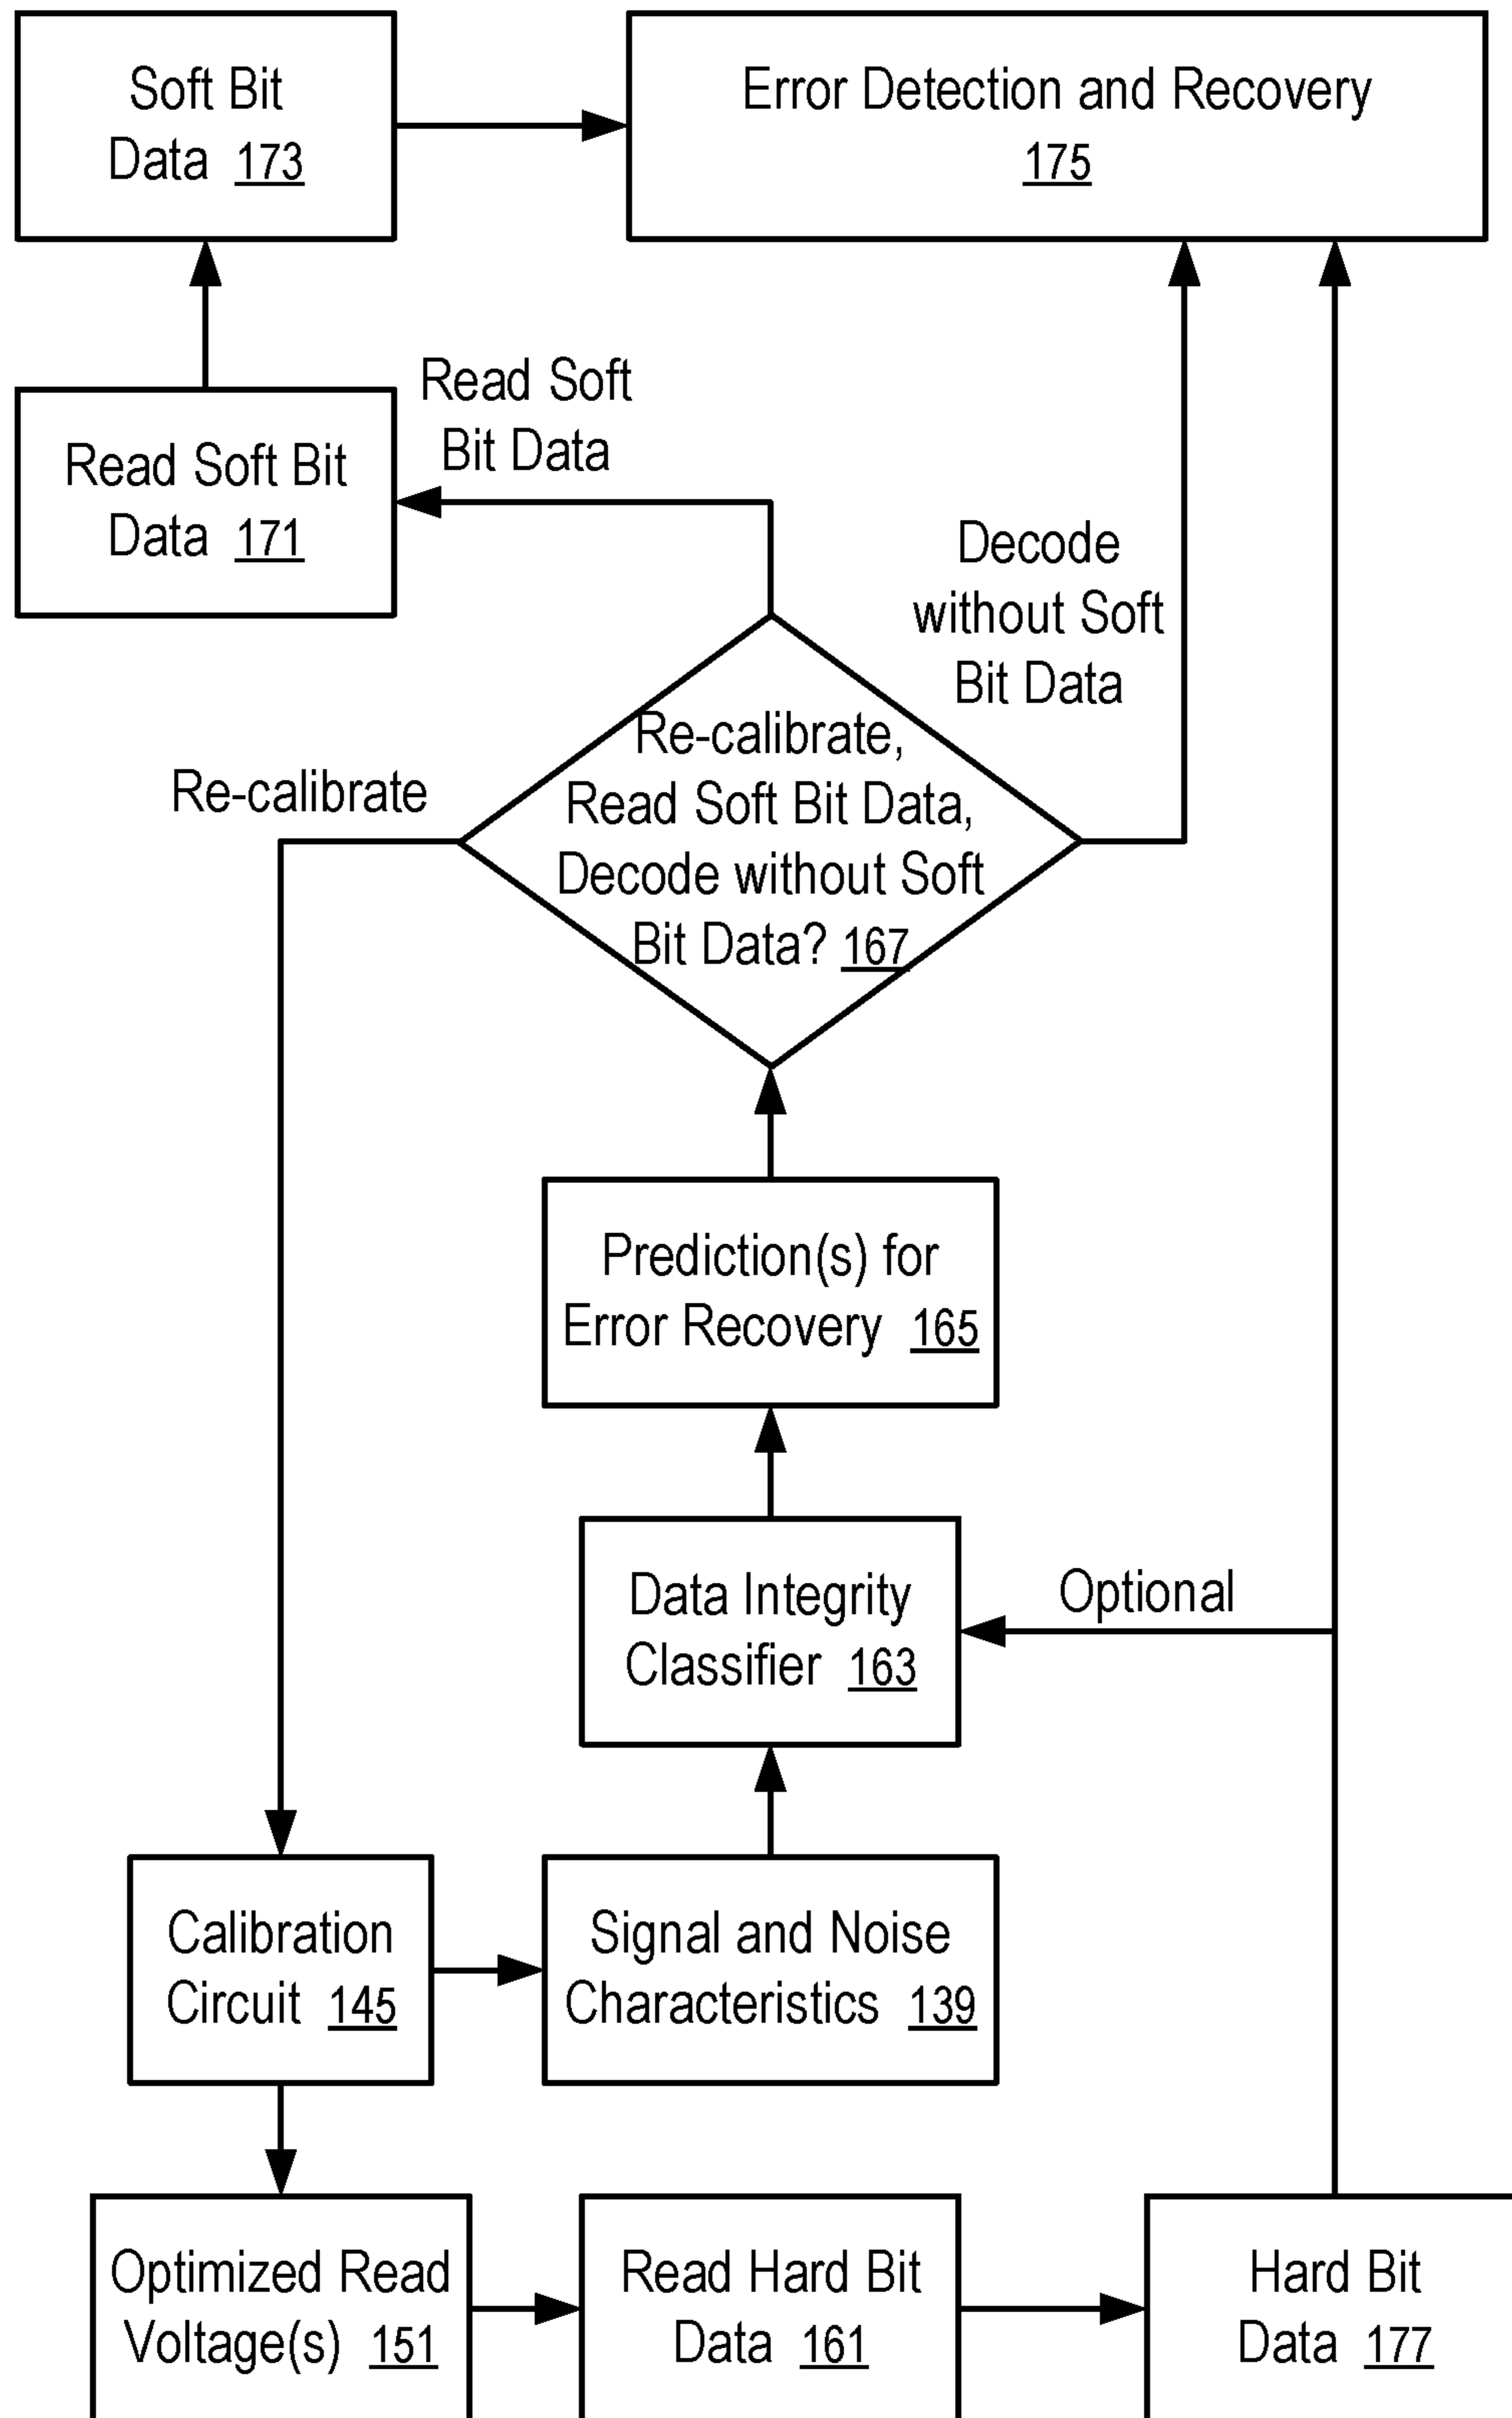 Soft Bit
Data 173
Error Detection and Recovery
175
Read Soft
Bit Data
Read Soft Bit
Data 171
Decode
without Soft
Bit Data
Re-calibrate
Re-calibrate,
Read Soft Bit Data,
Decode without Soft
Bit Data? 167
Prediction(s) for
Error Recovery 165
Data Integrity
Classifier 163
Optional
Calibration
Circuit 145
Signal and Noise
Characteristics 139
Optimized Read
Voltage(s) 151
Read Hard Bit
Data 161
Hard Bit
Data 177